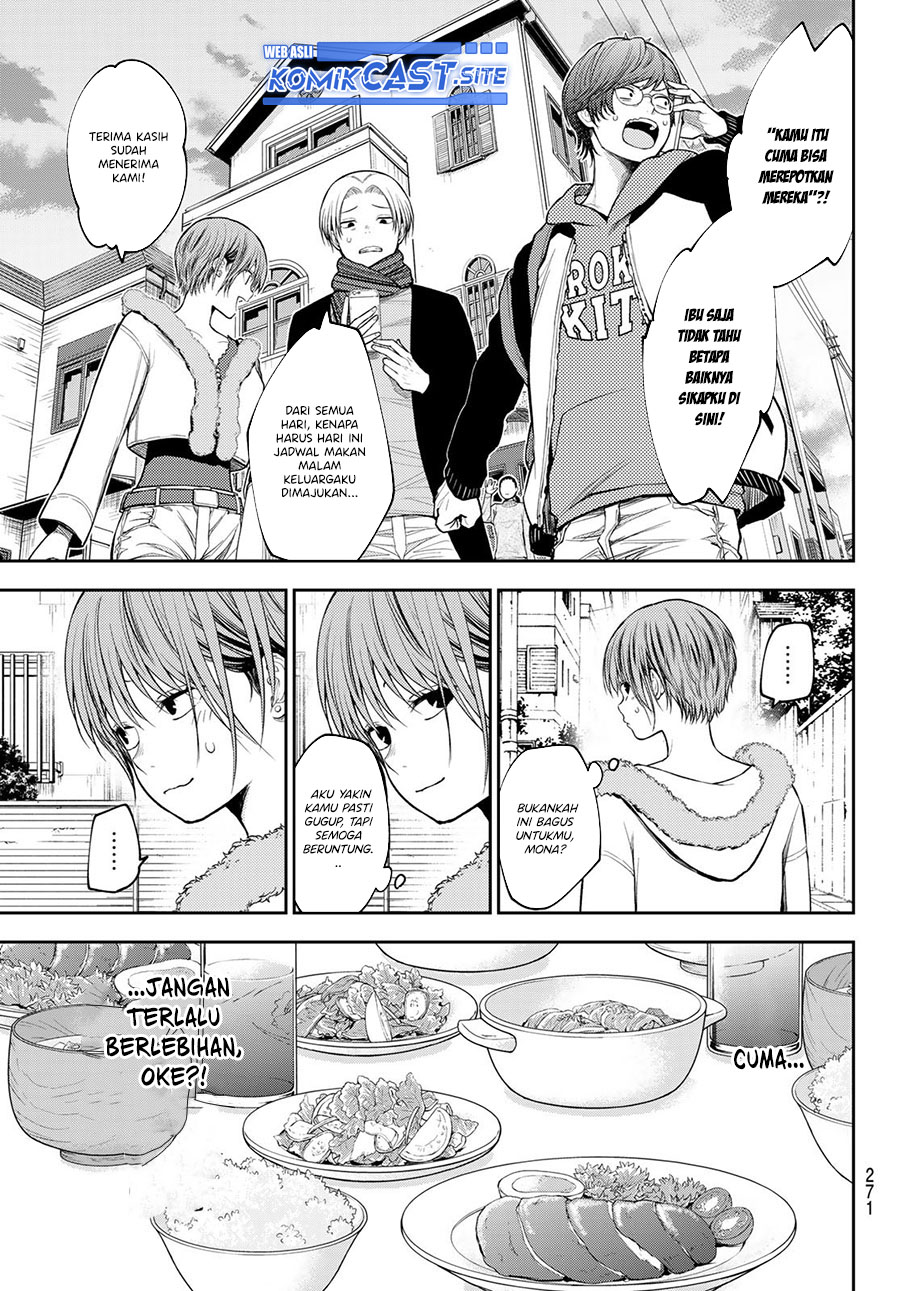 WEB ASLI
KOMIKCAST.SITE
"KAMU ITU
CUMA BISA
MEREPOTKAN
MEREKA"?!
IBU SAJA
TIDAK TAHU
BETAPA
BAIKNYA
SIKAPKU DI
SINI!
TERIMA KASIH
SUDAH
MENERIMA
KAMI!
DARI SEMUA
HARI, KENAPA
HARUS HARI INI
JADWAL MAKAN
MALAM
KELUARGAKU
DIMAJUKAN...
ROK
KIT
......
BUKANKAH
INI BAGUS
UNTUKMU,
MONA?
AKU YAKIN
KAMU PASTI
GUGUP, TAPI
SEMOGA
BERUNTUNG.
..
......
CUMA...
...JANGAN
TERLALU
BERLEBIHAN,
OKE?!
271